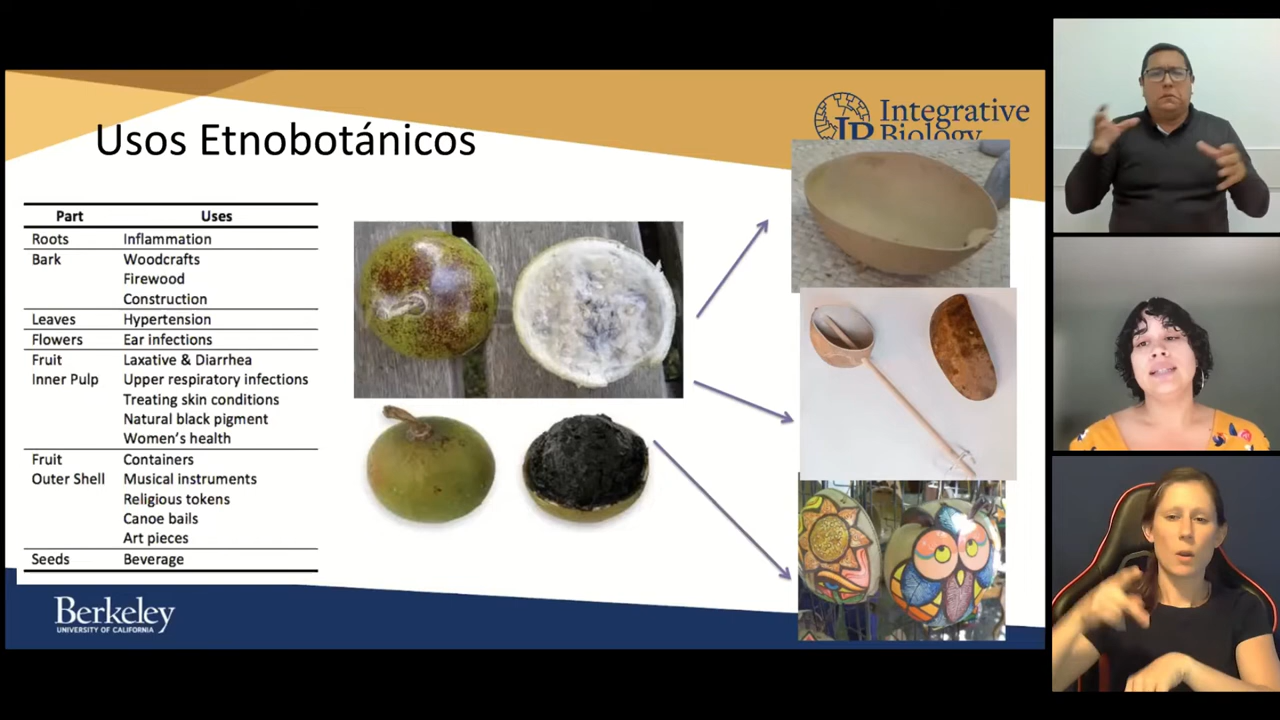 Usos Etnobotánicos
Integrative
Biology
IB
Part Uses
Roots Inflammation
Bark Woodcrafts
Firewood
Construction
Leaves Hypertension
Flowers Ear infections
Fruit Laxative & Diarrhea
Inner Pulp Upper respiratory infections
Treating skin conditions
Natural black pigment
Women’s health
Fruit Containers
Outer Shell Musical instruments
Religious tokens
Canoe bails
Art pieces
Seeds Beverage
Berkeley
UNIVERSITY OF CALIFORNIA